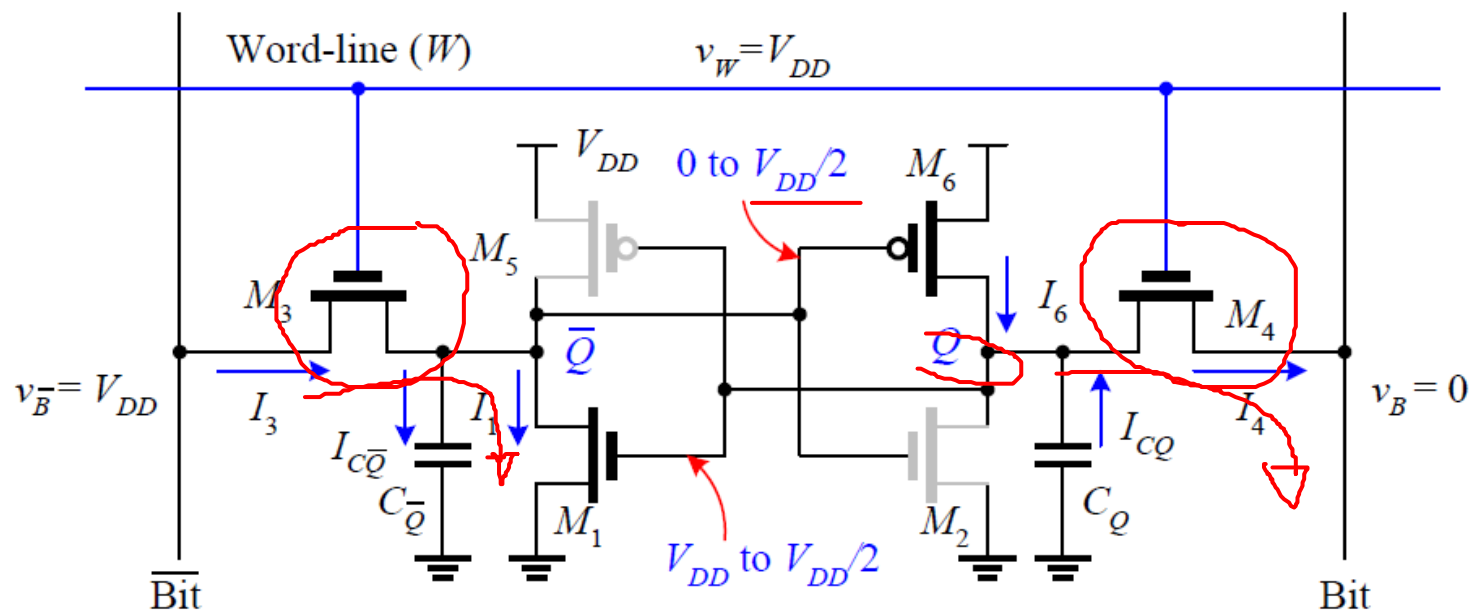 Word-line (W)
v_W=V_DD
V_DD
0 to V_DD/2
M_6
M_5
M_3
I_6
M_4
Q̅
Q
v_B̅= V_DD
I_3
I_1
I_CQ̅
C_Q̅
M_1
V_DD to V_DD/2
M_2
I_CQ
C_Q
I_4
v_B= 0
B̅i̅t̅
Bit